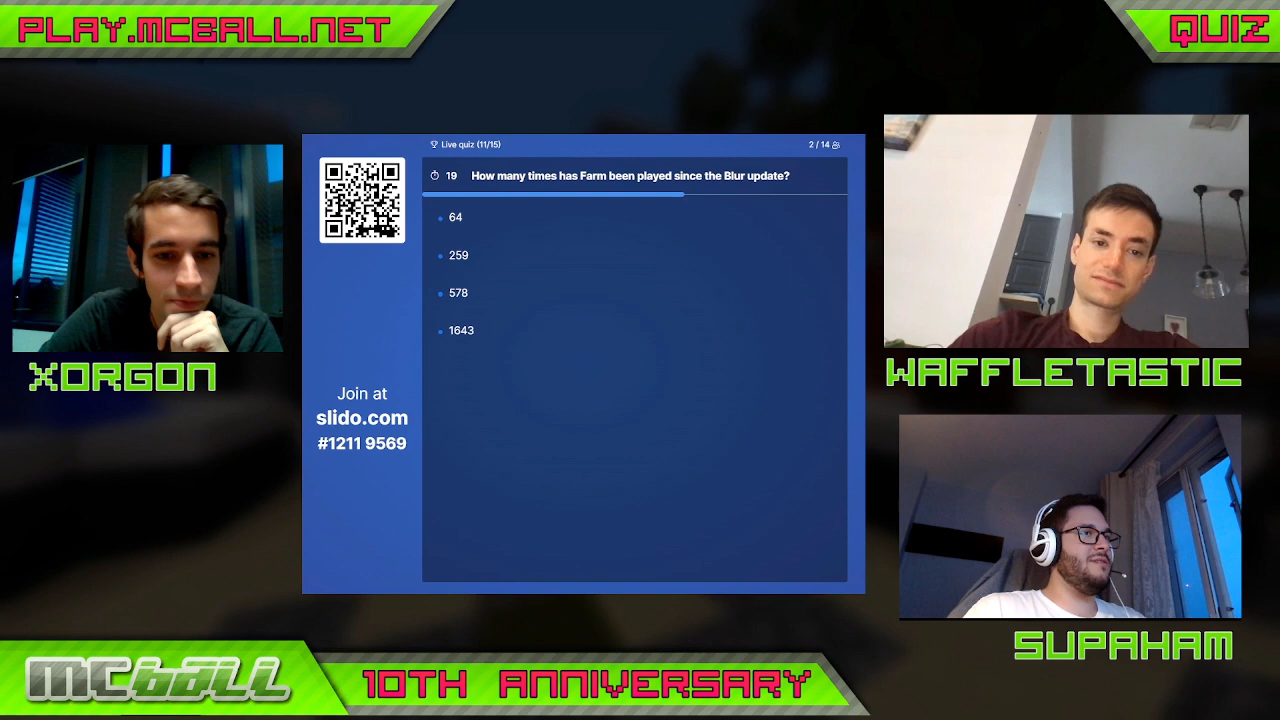 PLAY.MCBALL.NET
QUIZ
Live quiz (11/15)
2 / 14
19 How many times has Farm been played since the Blur update?
64
259
578
1643
Join at
slido.com
#1211 9569
XORGON
WAFFLETASTIC
SUPAHAM
MCball
10TH ANNIVERSARY